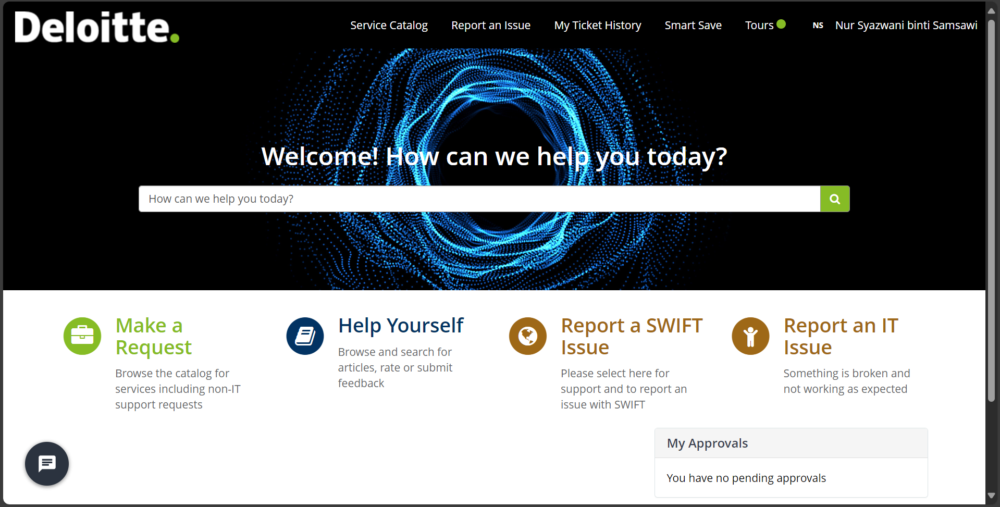 Deloitte.
Service Catalog
Report an Issue
My Ticket History
Smart Save
Tours
NS
Nur Syazwani binti Samsawi
Welcome! How can we help you today?
How can we help you today?
Make a
Request
Browse the catalog for
services including non-IT
support requests
Help Yourself
Browse and search for
articles, rate or submit
feedback
Report a SWIFT
Issue
Please select here for
support and to report an
issue with SWIFT
Report an IT
Issue
Something is broken and
not working as expected
My Approvals
You have no pending approvals